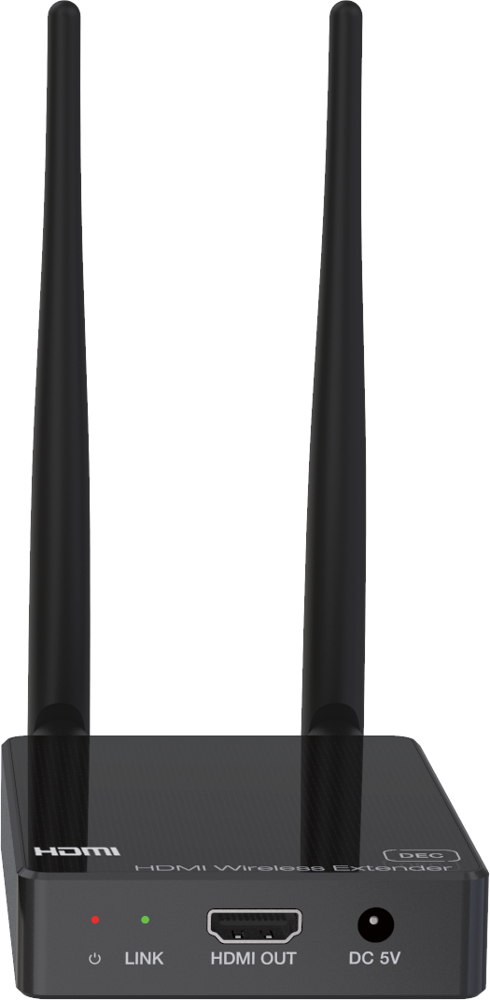 HDMI
DEC
HDMI Wireless Extender
LINK
HDMI OUT
DC 5V